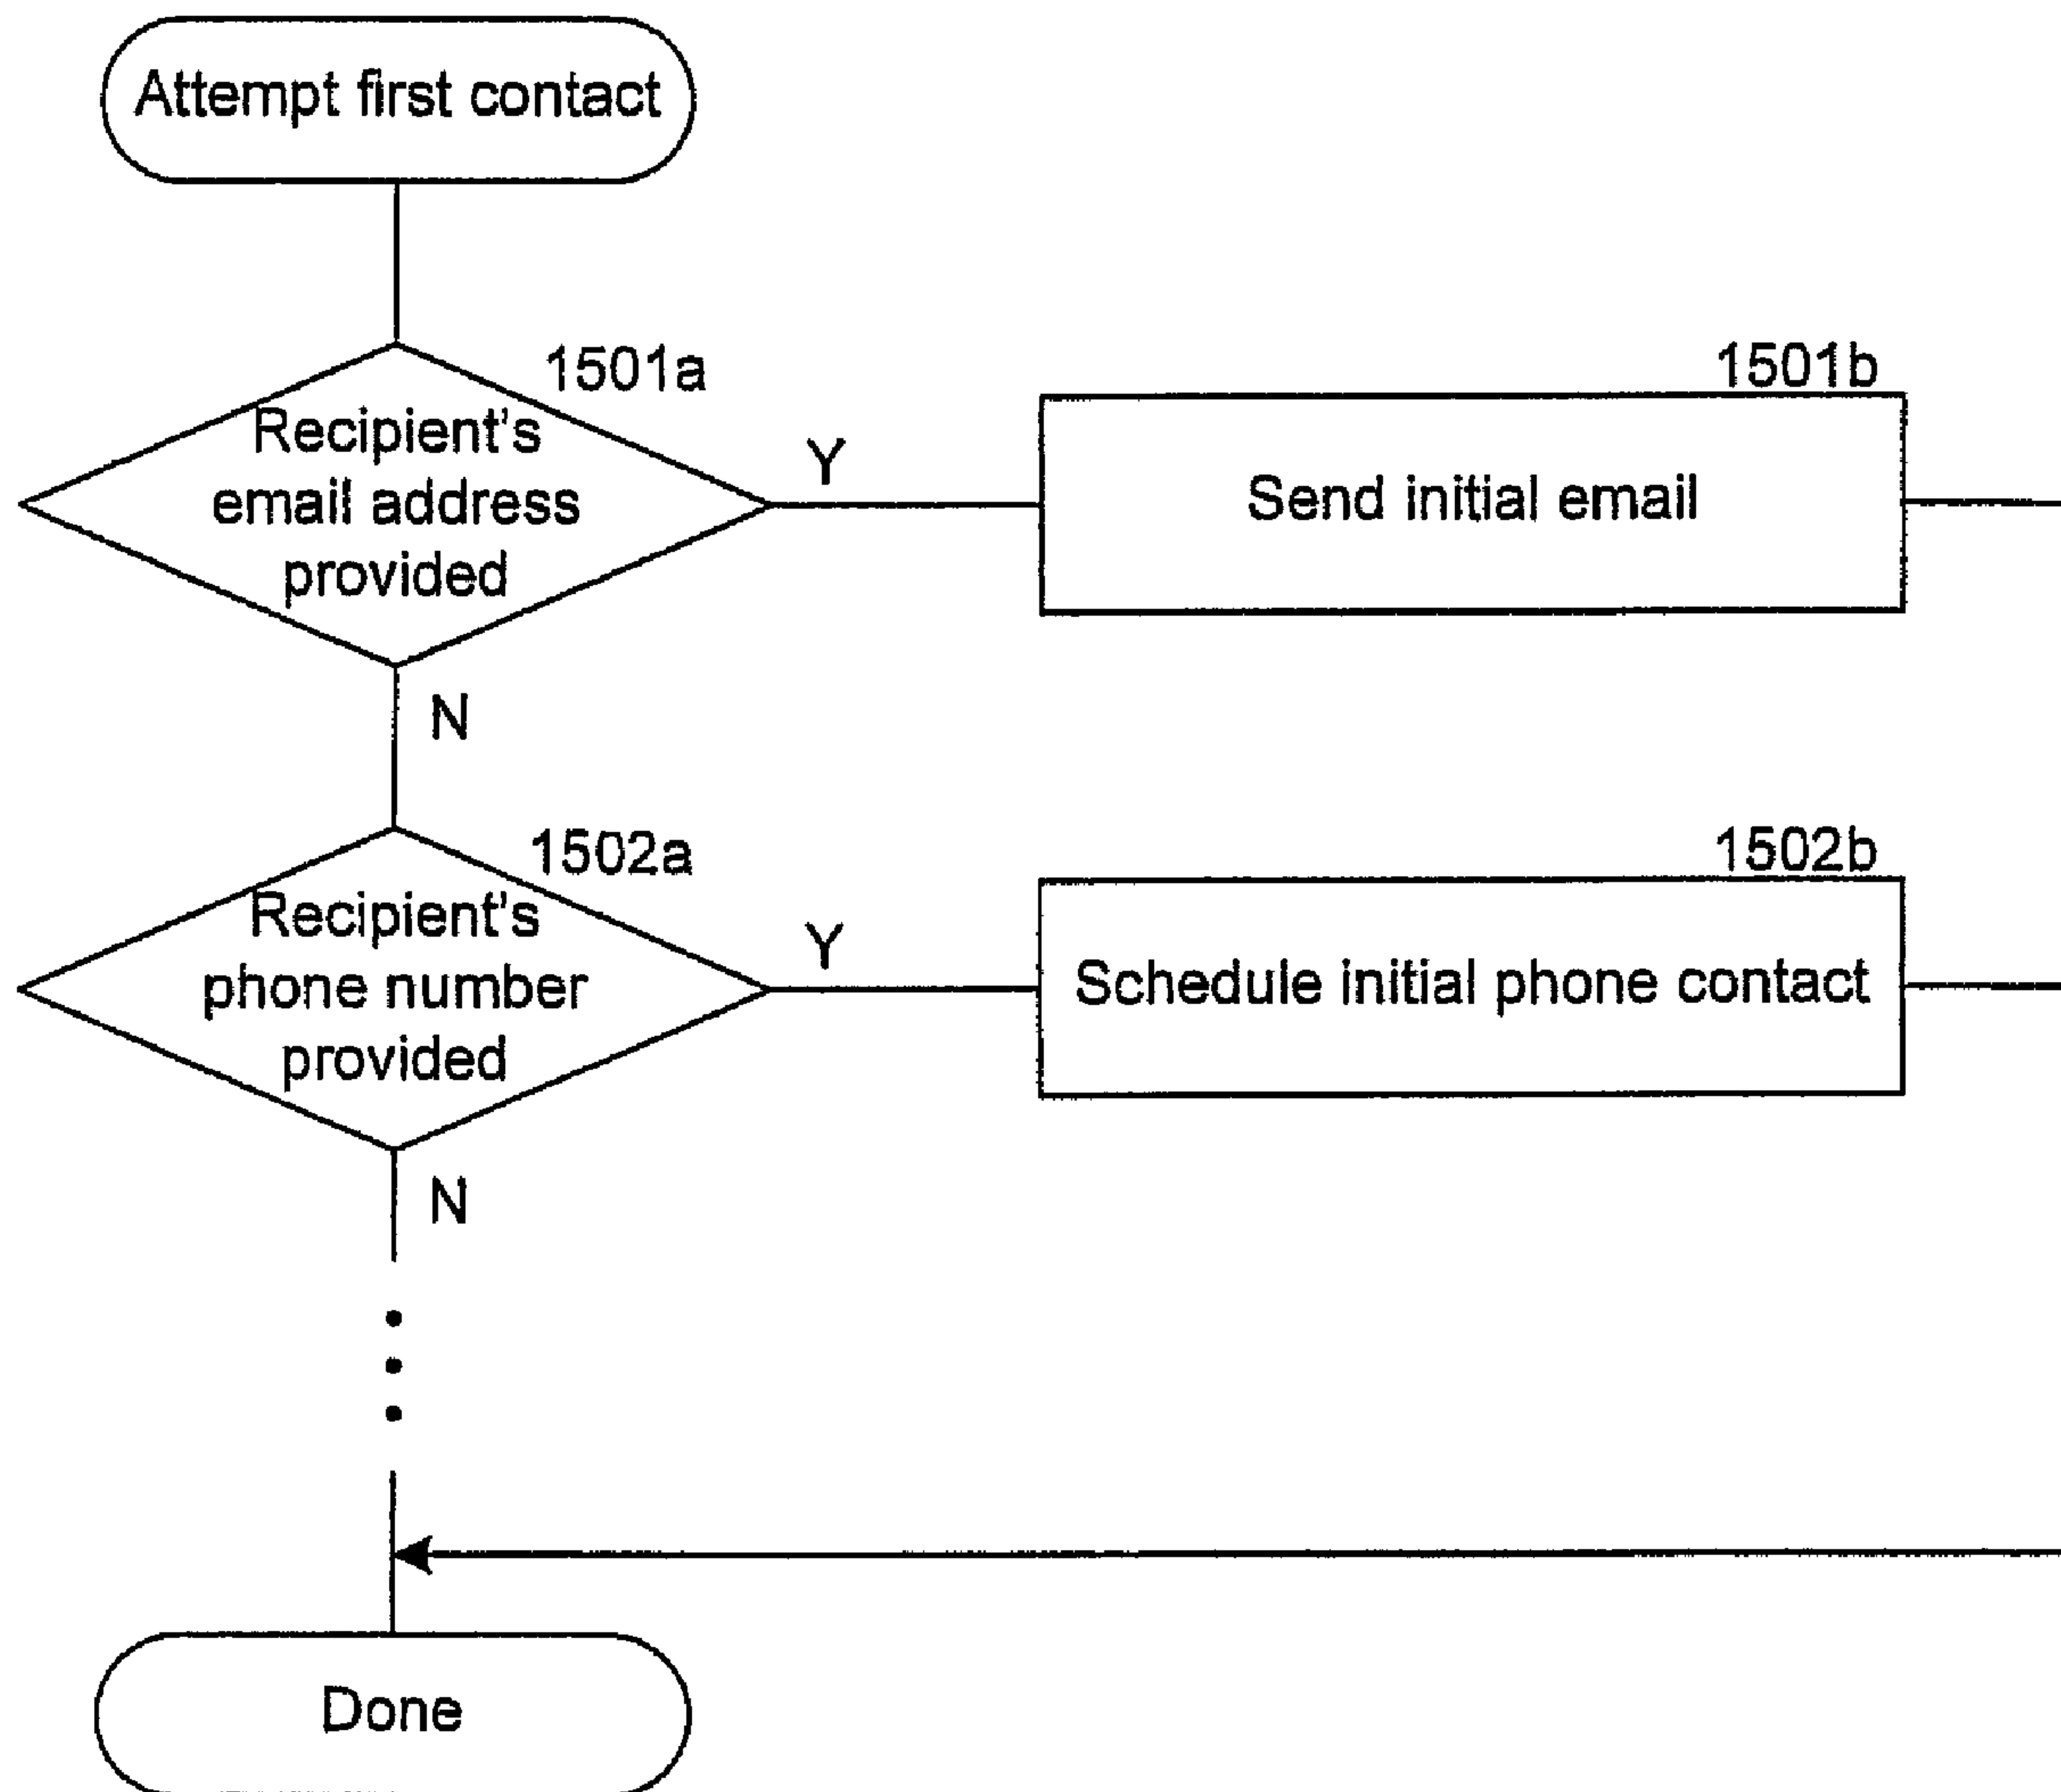 Attempt first contact
1501a
Recipient's
email address
provided
Y
1501b
Send initial email
N
1502a
Recipient's
phone number
provided
Y
1502b
Schedule initial phone contact
N
Done